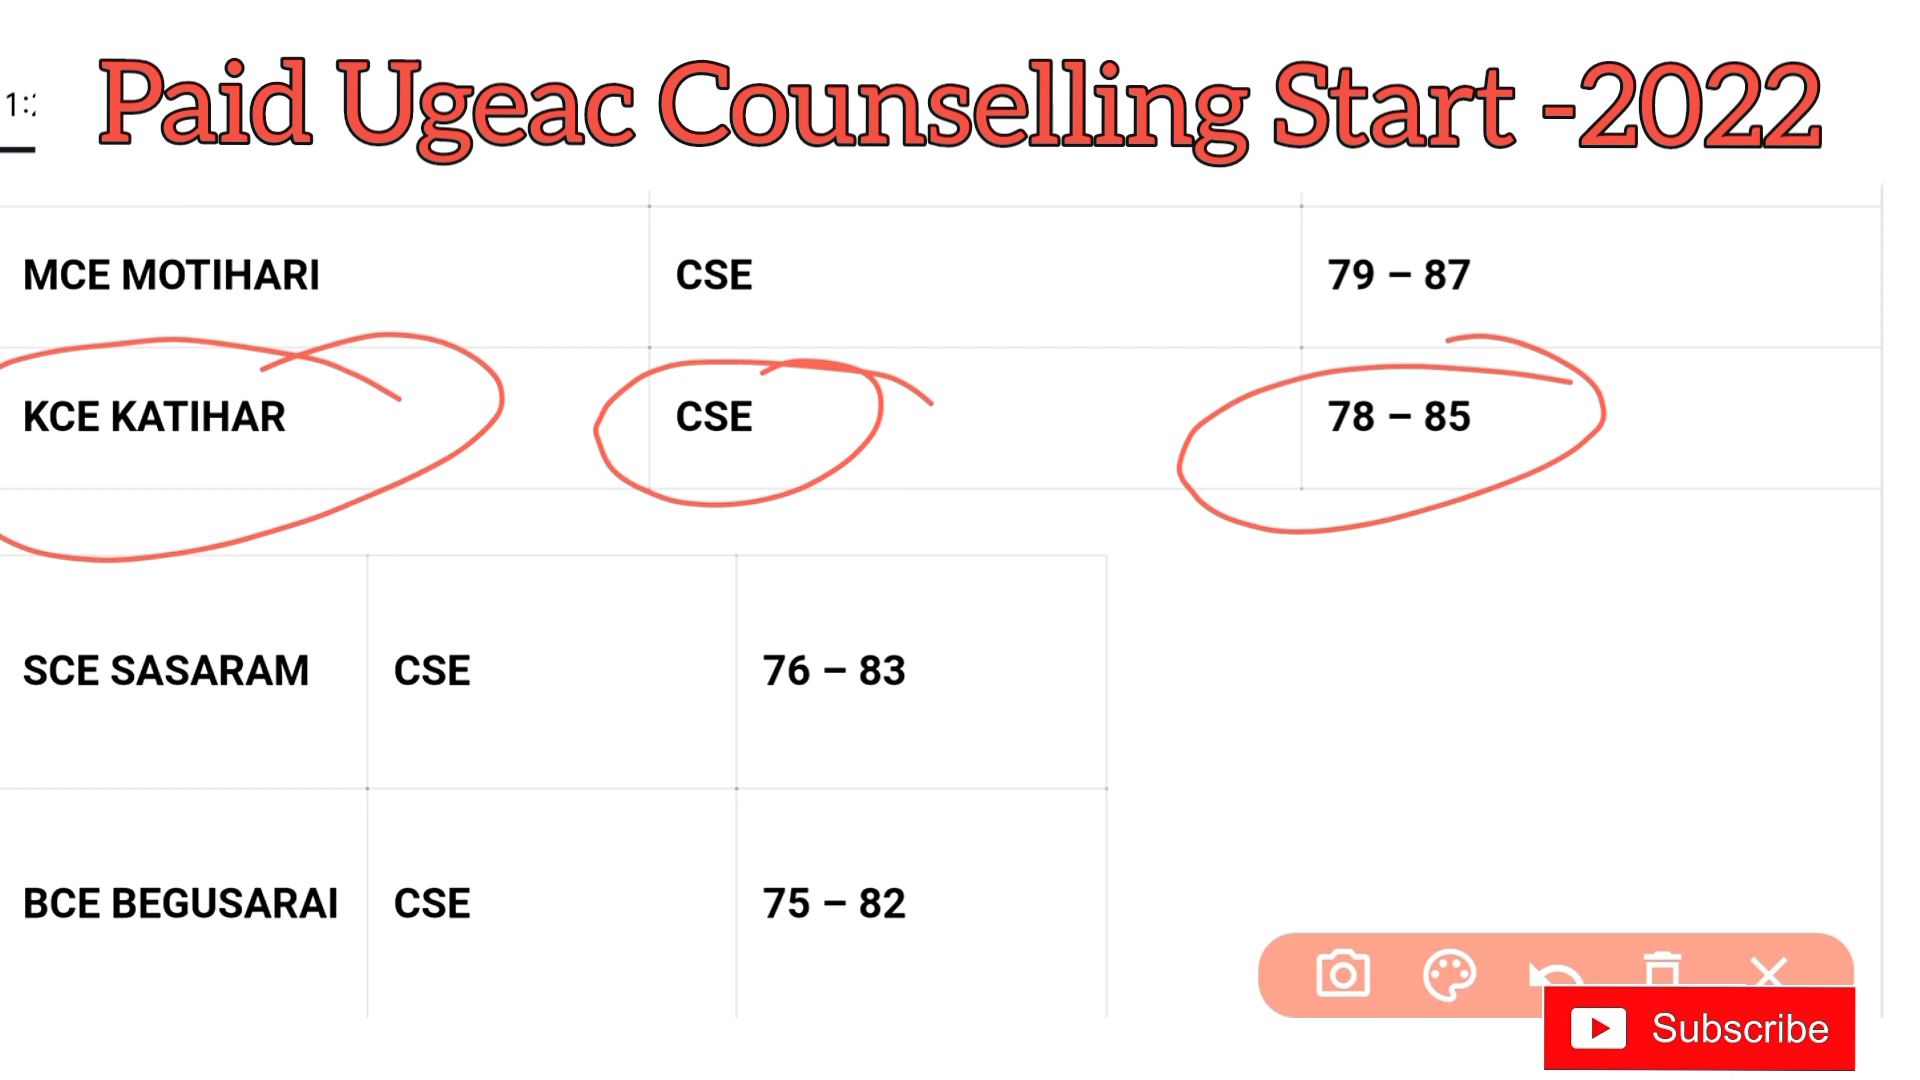 Paid Ugeac Counselling Start -2022
MCE MOTIHARI CSE 79 – 87
KCE KATIHAR CSE 78 – 85
SCE SASARAM CSE 76 – 83
BCE BEGUSARAI CSE 75 – 82
Subscribe